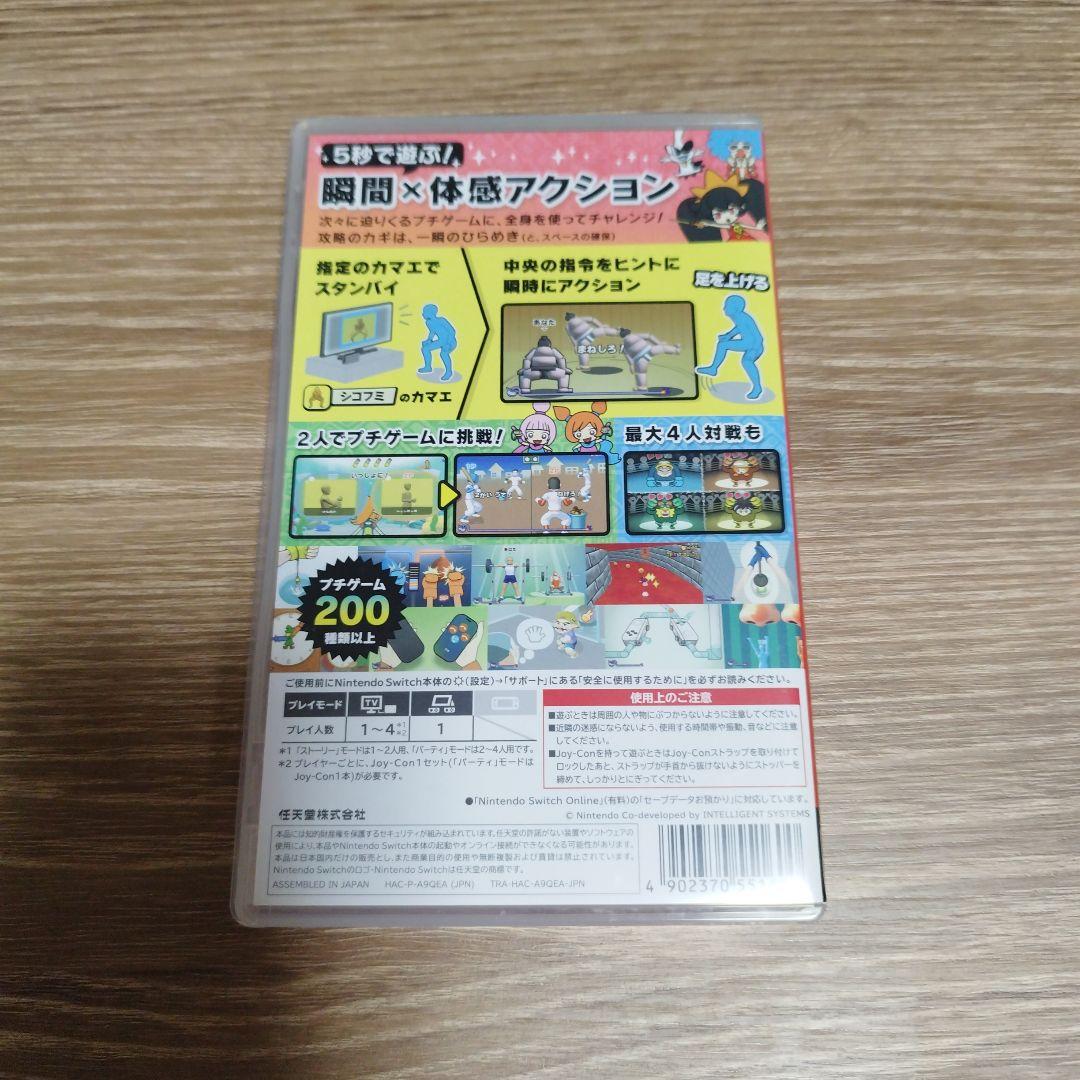 5秒で遊ぶ!
瞬間×体感アクション
次々に迫りくるプチゲームに、全身を使ってチャレンジ!
攻略のカギは、一瞬のひらめき(と、スペースの確保)
指定のカマエで
スタンバイ
シコフミ のカマエ
中央の指令をヒントに
瞬時にアクション
足を上げる
あなた
まねしろ!
2人でプチゲームに挑戦!
最大4人対戦も
いっしょに!
あなた
プチゲーム
200
種類以上
ご使用前にNintendo Switch本体の(設定)→「サポート」にある「安全に使用するために」を必ずお読みください。
プレイモード TV
プレイ人数 1～4 *1 *2 1
*1 「ストーリー」モードは1～2人用、「パーティ」モードは2～4人用です。
*2 プレイヤーごとに、Joy-Con1セット(「パーティ」モードは
Joy-Con1本)が必要です。
使用上のご注意
■遊ぶときは周囲の人や物にぶつからないように注意してください。
■近隣の迷惑にならないよう、使用する時間帯や振動、音などに注意
してください。
■Joy-Conを持って遊ぶときはJoy-Conストラップを取り付けて
ロックしたあと、ストラップが手首から抜けないようにストッパーを
締めて、しっかりとにぎってください。
●「Nintendo Switch Online」(有料)の「セーブデータお預かり」に対応しています。
任天堂株式会社
© Nintendo Co-developed by INTELLIGENT SYSTEMS
本品には知的財産権を保護するセキュリティが組み込まれています。任天堂の許諾がない装置やソフトウェアの
使用により、本品やNintendo Switch本体の起動やオンライン接続ができなくなる可能性があります。
本品は日本国内だけの販売とし、また商業目的の使用や無断複製および賃貸は禁止されています。
Nintendo Switchのロゴ・Nintendo Switchは任天堂の商標です。
ASSEMBLED IN JAPAN HAC-P-A9QEA (JPN) TRA-HAC-A9QEA-JPN
4 902370 551